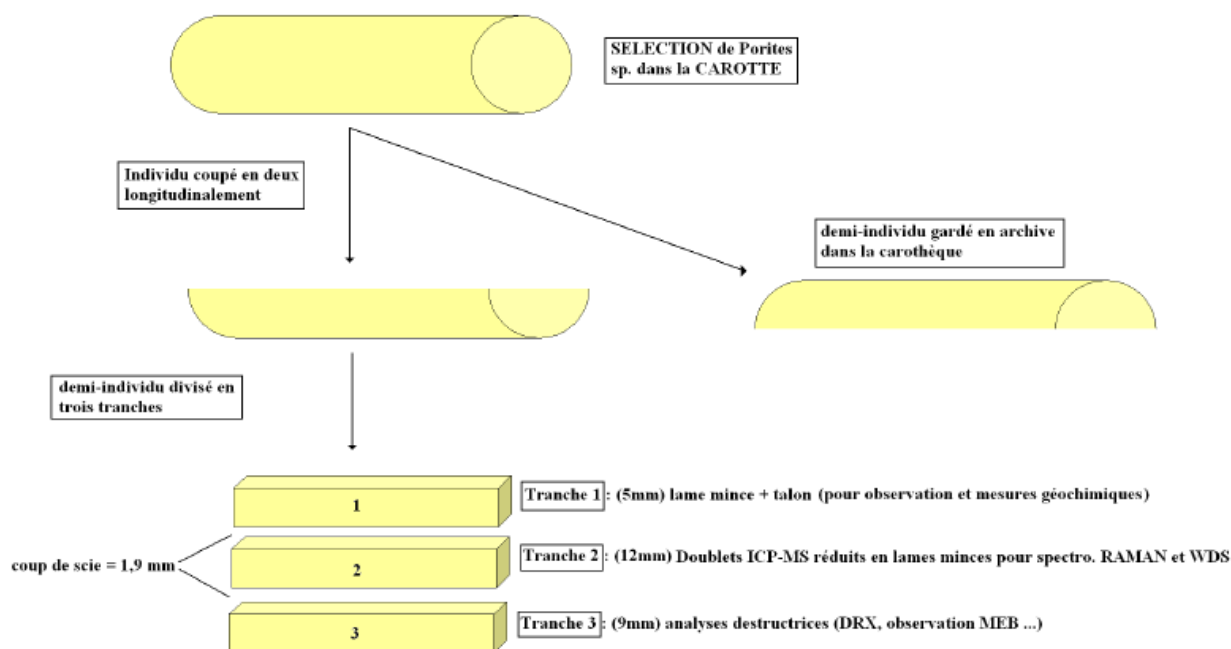 SELECTION de Porites
sp. dans la CAROTTE
Individu coupé en deux
longitudinalement
demi-individu gardé en archive
dans la carothèque
demi-individu divisé en
trois tranches
1
Tranche 1 : (5mm) lame mince + talon (pour observation et mesures géochimiques)
coup de scie = 1,9 mm
2
Tranche 2 : (12mm) Doublets ICP-MS réduits en lames minces pour spectro. RAMAN et WDS
3
Tranche 3 : (9mm) analyses destructrices (DRX, observation MEB ...)